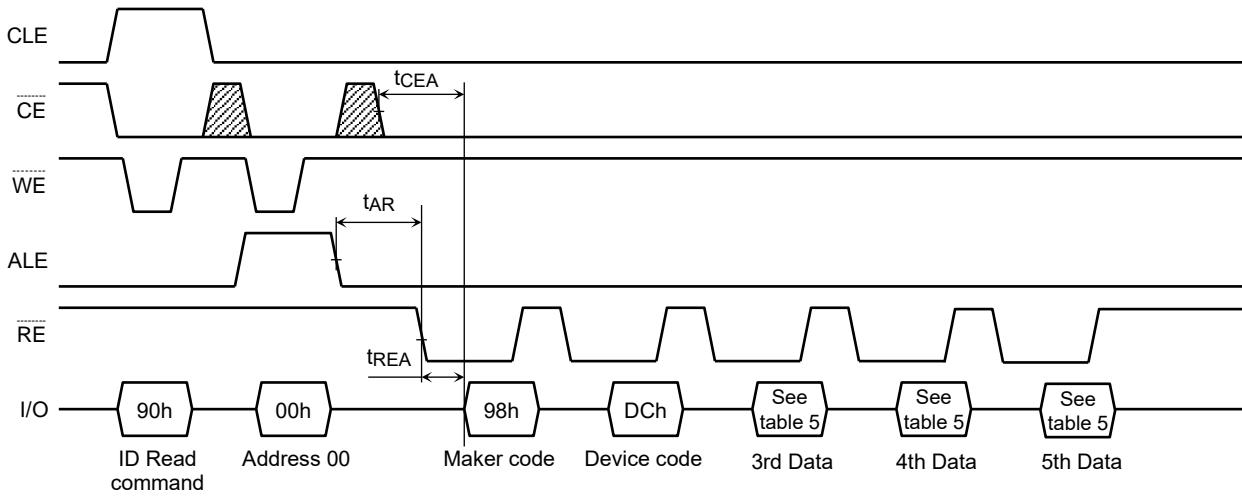 CLE
tCEA
CE
WE
tAR
ALE
RE
tREA
I/O
90h
00h
98h
DCh
See
table 5
See
table 5
See
table 5
ID Read
command
Address 00
Maker code
Device code
3rd Data
4th Data
5th Data